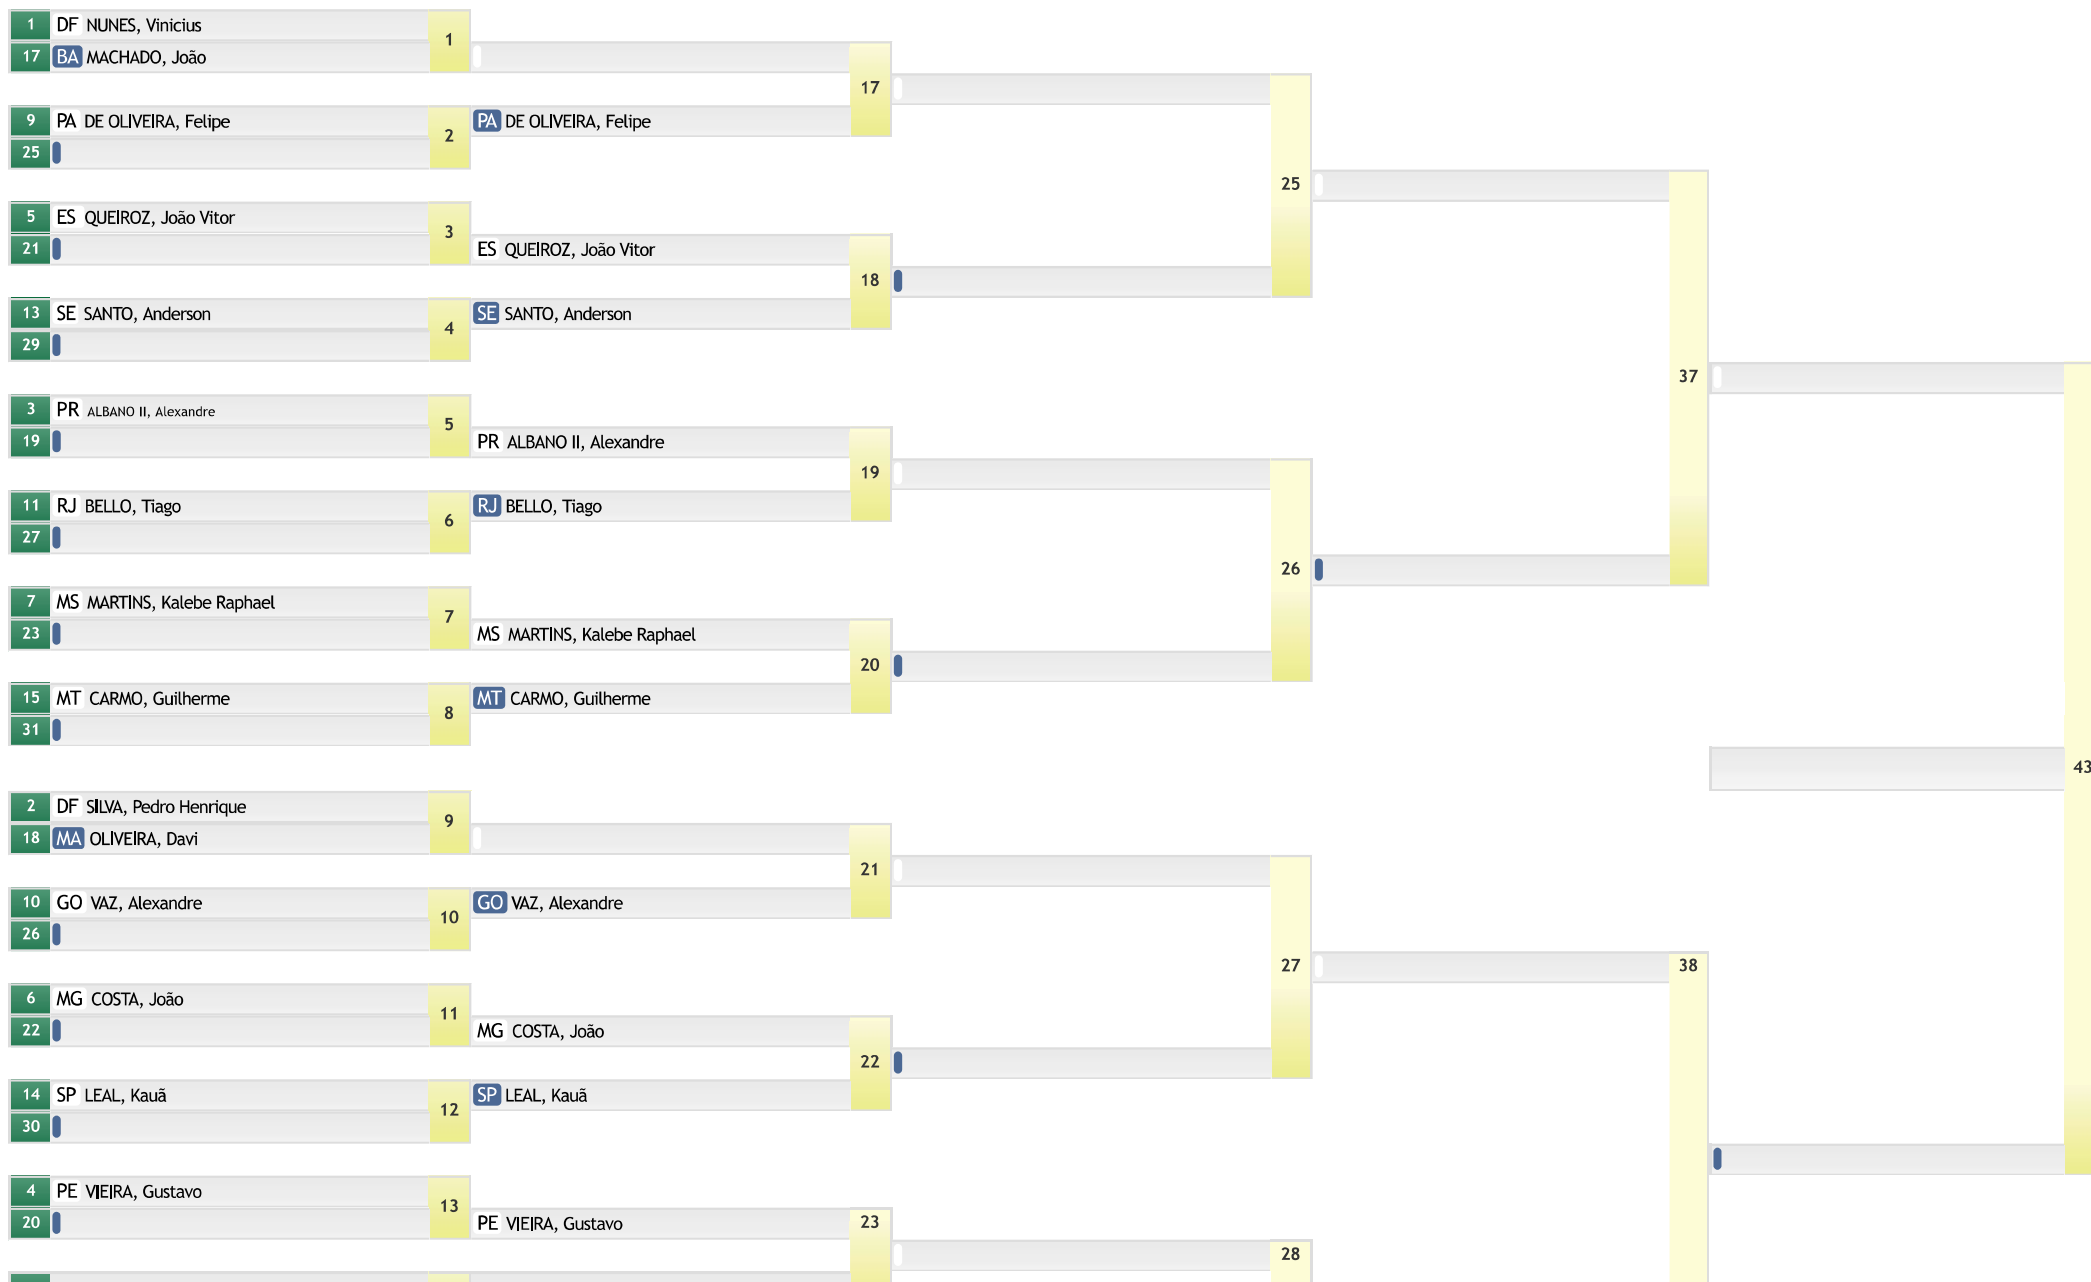 1 DF NUNES, Vinicius
17 BA MACHADO, João
1
9 PA DE OLIVEIRA, Felipe
25
2
PA DE OLIVEIRA, Felipe
17
5 ES QUEIROZ, João Vitor
21
3
ES QUEIROZ, João Vitor
13 SE SANTO, Anderson
29
4
SE SANTO, Anderson
18
25
3 PR ALBANO II, Alexandre
19
5
PR ALBANO II, Alexandre
11 RJ BELLO, Tiago
27
6
RJ BELLO, Tiago
19
7 MS MARTINS, Kalebe Raphael
23
7
MS MARTINS, Kalebe Raphael
15 MT CARMO, Guilherme
31
8
MT CARMO, Guilherme
20
26
37
2 DF SILVA, Pedro Henrique
18 MA OLIVEIRA, Davi
9
10 GO VAZ, Alexandre
26
10
GO VAZ, Alexandre
21
6 MG COSTA, João
22
11
MG COSTA, João
14 SP LEAL, Kauã
30
12
SP LEAL, Kauã
22
27
38
43
4 PE VIEIRA, Gustavo
20
13
PE VIEIRA, Gustavo
23
28